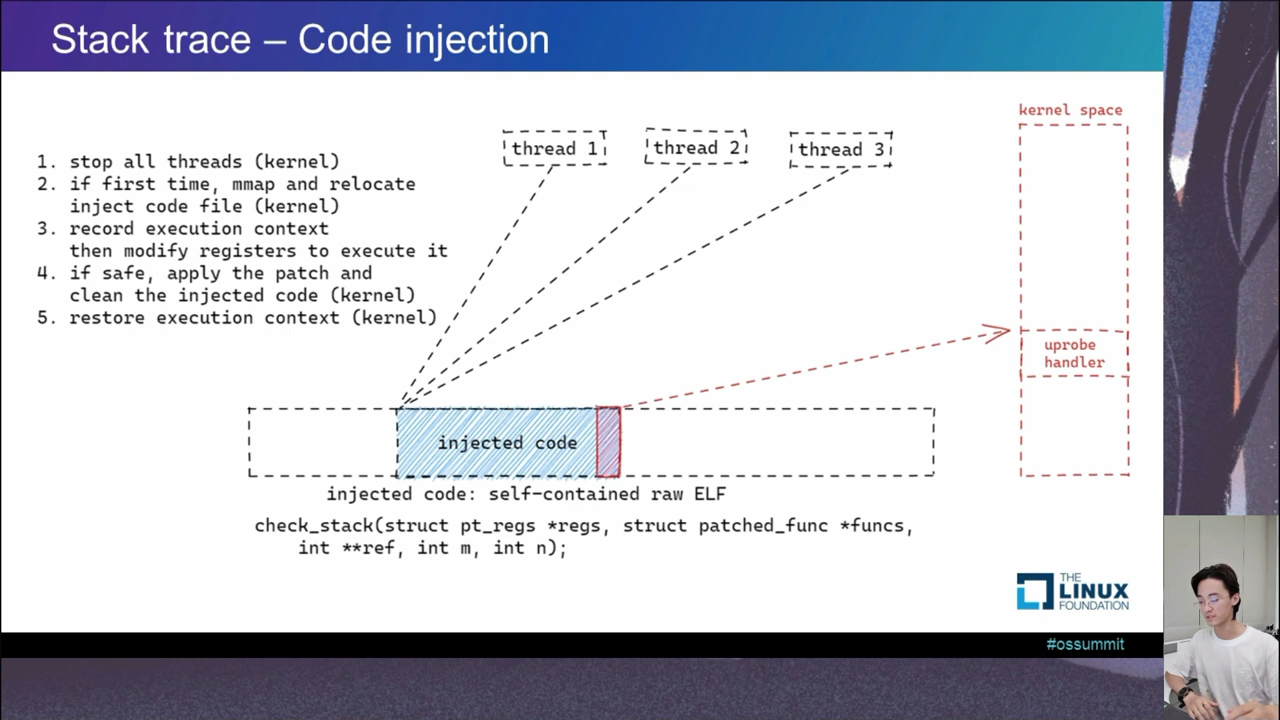 Stack trace – Code injection
1. stop all threads (kernel)
2. if first time, mmap and relocate
inject code file (kernel)
3. record execution context
then modify registers to execute it
4. if safe, apply the patch and
clean the injected code (kernel)
5. restore execution context (kernel)
thread 1
thread 2
thread 3
kernel space
uprobe
handler
injected code
injected code: self-contained raw ELF
check_stack(struct pt_regs *regs, struct patched_func *funcs,
int **ref, int m, int n);
THE
LINUX
FOUNDATION
#ossummit